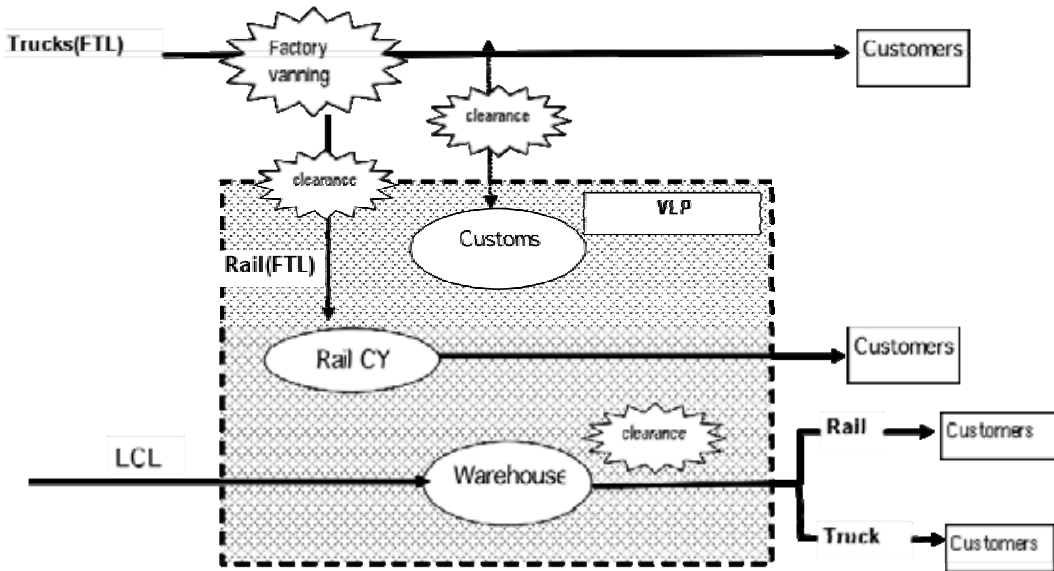 Trucks(FTL)
Factory
vanning
Customers
clearance
clearance
VLP
Customs
Rail(FTL)
Rail CY
Customers
clearance
Rail
Customers
LCL
Warehouse
Truck
Customers